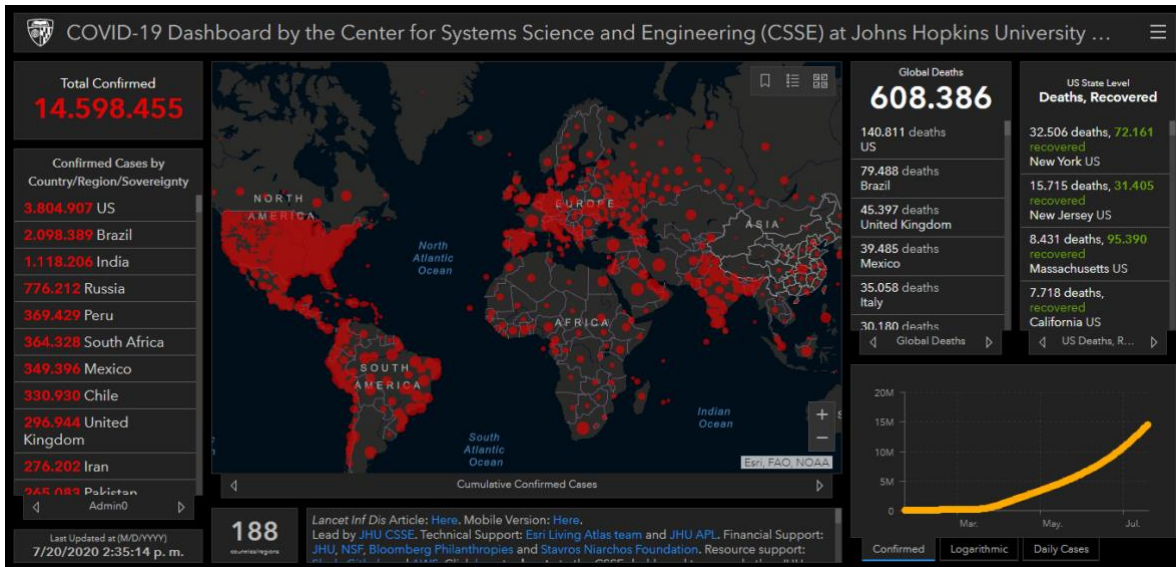 COVID-19 Dashboard by the Center for Systems Science and Engineering (CSSE) at Johns Hopkins University ...
Total Confirmed
14.598.455
Confirmed Cases by
Country/Region/Sovereignty
3.804.907 US
2.098.389 Brazil
1.118.206 India
776.212 Russia
369.429 Peru
364.328 South Africa
349.396 Mexico
330.930 Chile
296.944 United
Kingdom
276.202 Iran
265.083 Pakistan
Admin0
Last Updated at (M/D/YYYY)
7/20/2020 2:35:14 p. m.
NORTH
AMERICA
EUROPE
ASIA
North
Atlantic
Ocean
AFRICA
SOUTH
AMERICA
Indian
Ocean
South
Atlantic
Ocean
+
−
Esri, FAO, NOAA
Cumulative Confirmed Cases
188
countries/regions
Lancet Inf Dis Article: Here. Mobile Version: Here.
Lead by JHU CSSE. Technical Support: Esri Living Atlas team and JHU APL. Financial Support:
JHU, NSF, Bloomberg Philanthropies and Stavros Niarchos Foundation. Resource support:
Global Deaths
608.386
140.811 deaths
US
79.488 deaths
Brazil
45.397 deaths
United Kingdom
39.485 deaths
Mexico
35.058 deaths
Italy
30.180 deaths
Global Deaths
US State Level
Deaths, Recovered
32.506 deaths, 72.161
recovered
New York US
15.715 deaths, 31.405
recovered
New Jersey US
8.431 deaths, 95.390
recovered
Massachusetts US
7.718 deaths,
recovered
California US
US Deaths, R...
20M
15M
10M
5M
0
Mar.
May.
Jul.
Confirmed
Logarithmic
Daily Cases